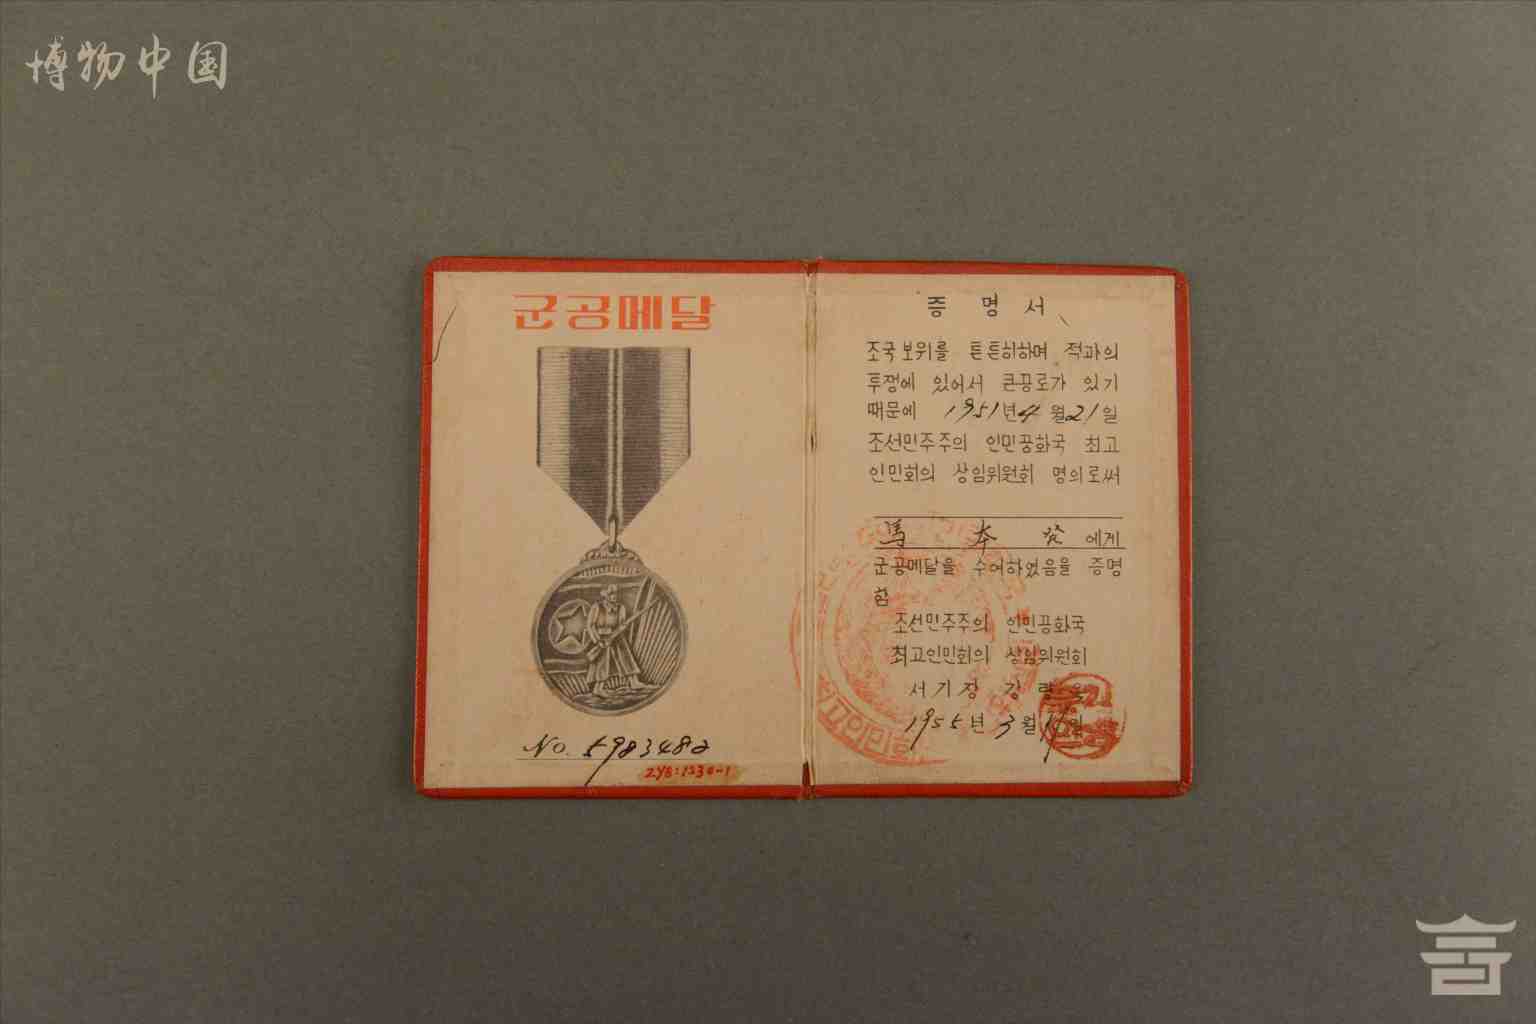 博物中国
군공메달
No. 5983482
ZYB:1530-1
증 명 서
조국보위를 튼튼히하며 적과의
투쟁에 있어서 큰공로가 있기
때문에 1951년4월21일
조선민주주의 인민공화국 최고
인민회의 상임위원회 명의로써
馬 本 에게
군공메달을 수여하였음을 증명
함
조선민주주의 인민공화국
최고인민회의 상임위원회
서기장 강 량 욱
1955년 3월 일